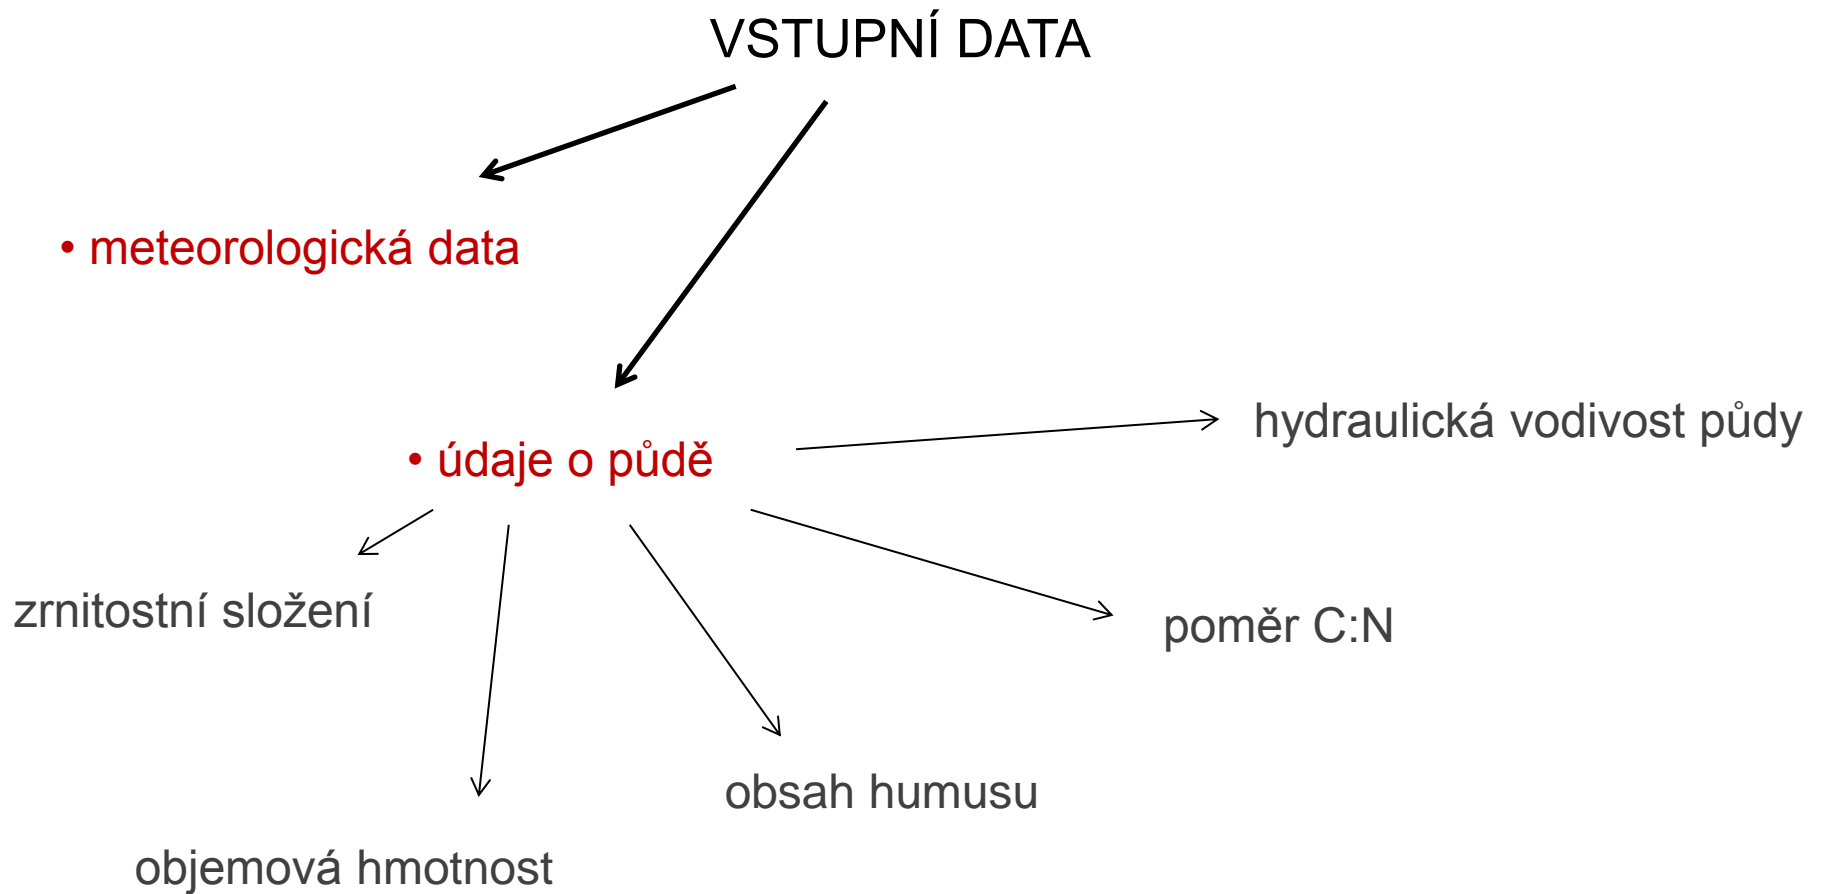 VSTUPNÍ DATA
• meteorologická data
hydraulická vodivost půdy
• údaje o půdě
zrnitostní složení
poměr C:N
obsah humusu
objemová hmotnost